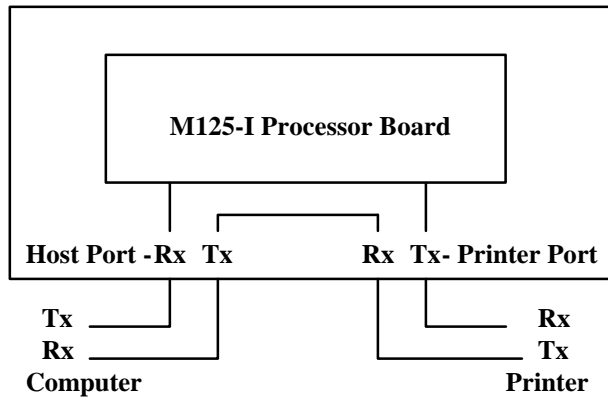 M125-I Processor Board
Host Port -Rx Tx Rx Tx- Printer Port
Tx Rx
Rx Tx
Computer Printer